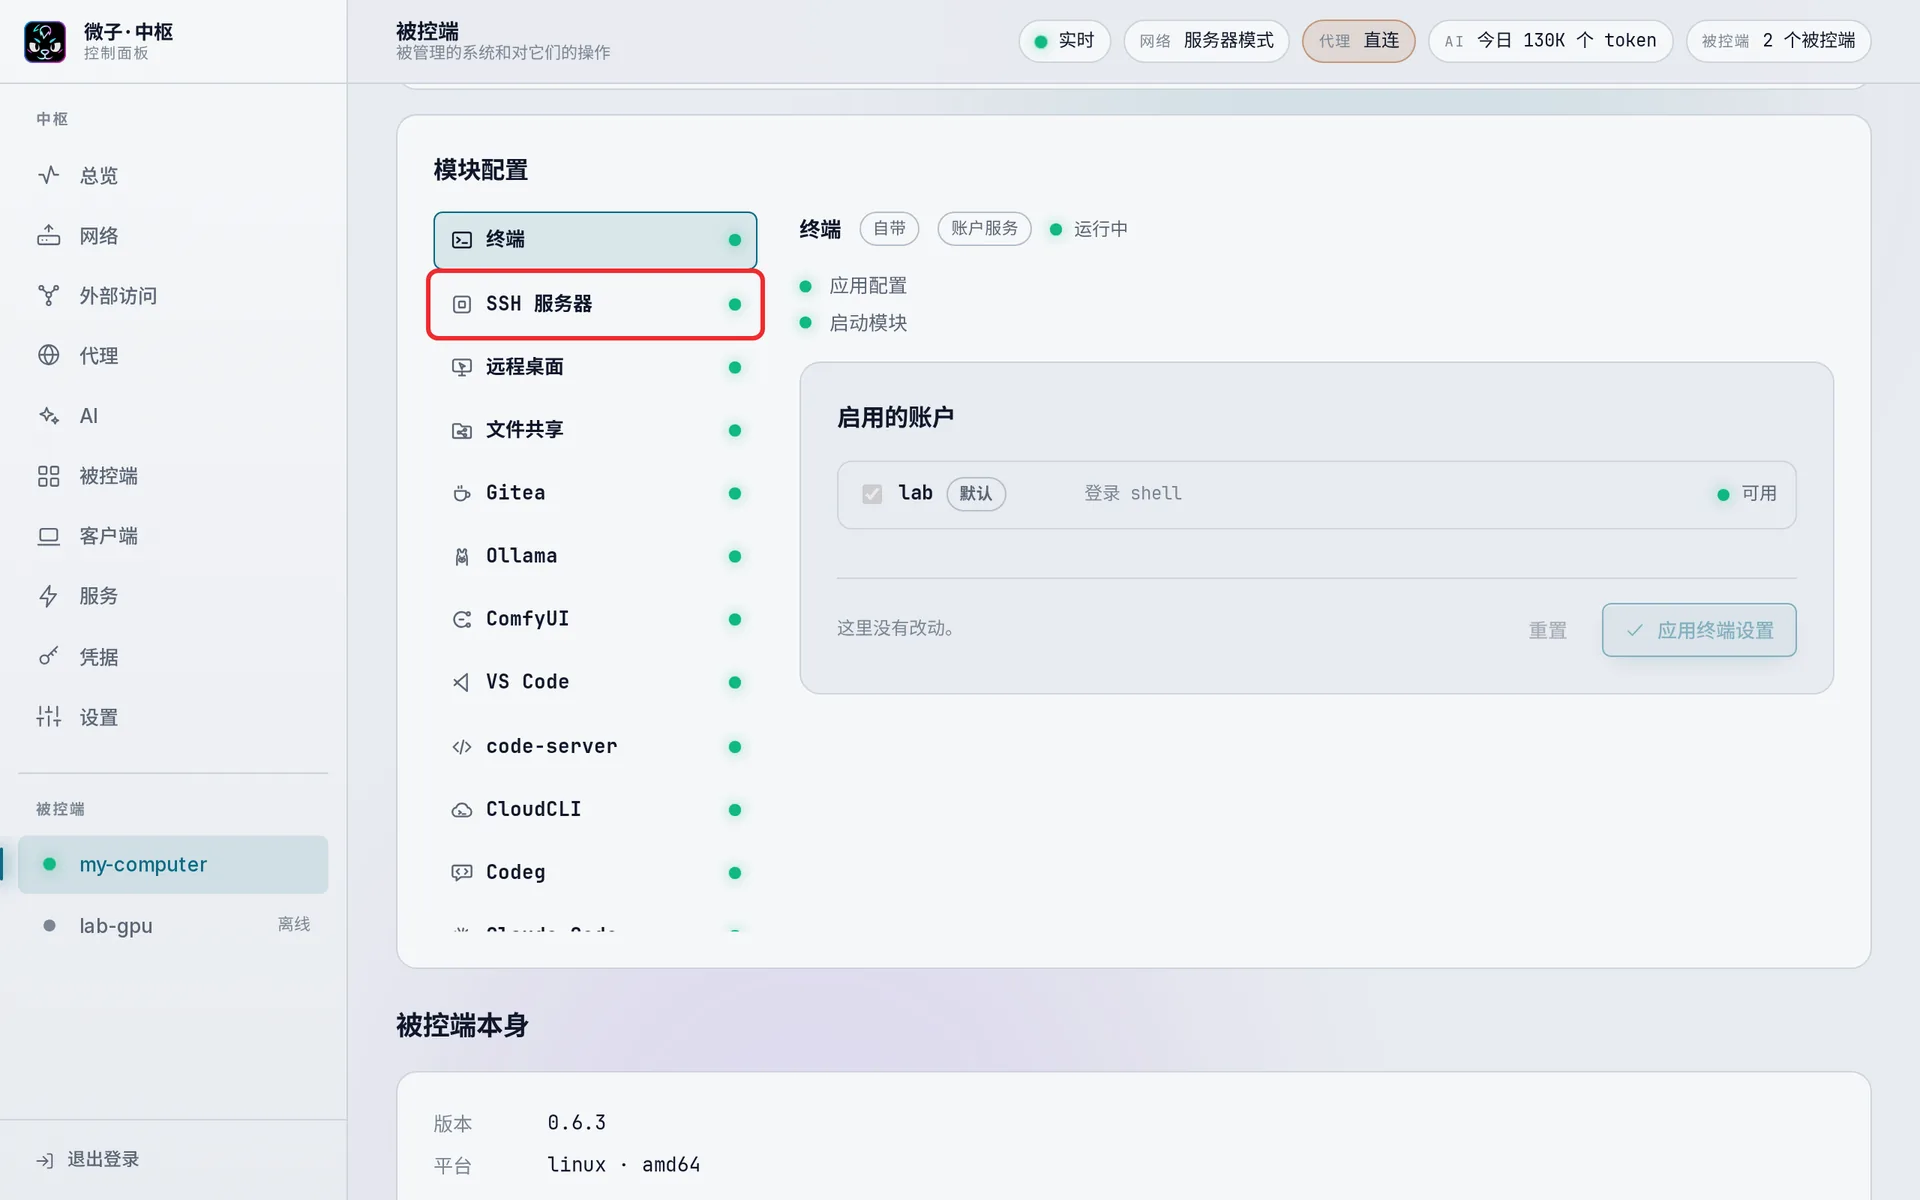 微子·中枢
控制面板
被控端
被管理的系统和对它们的操作
实时
网络 服务器模式
代理 直连
AI 今日 130K 个 token
被控端 2 个被控端
中枢
总览
网络
外部访问
代理
AI
被控端
客户端
服务
凭据
设置
被控端
my-computer
lab-gpu 离线
退出登录
模块配置
终端
SSH 服务器
远程桌面
文件共享
Gitea
Ollama
ComfyUI
VS Code
code-server
CloudCLI
Codeg
终端 自带 账户服务 运行中
应用配置
启动模块
启用的账户
lab 默认 登录 shell 可用
这里没有改动。 重置 应用终端设置
被控端本身
版本 0.6.3
平台 linux · amd64